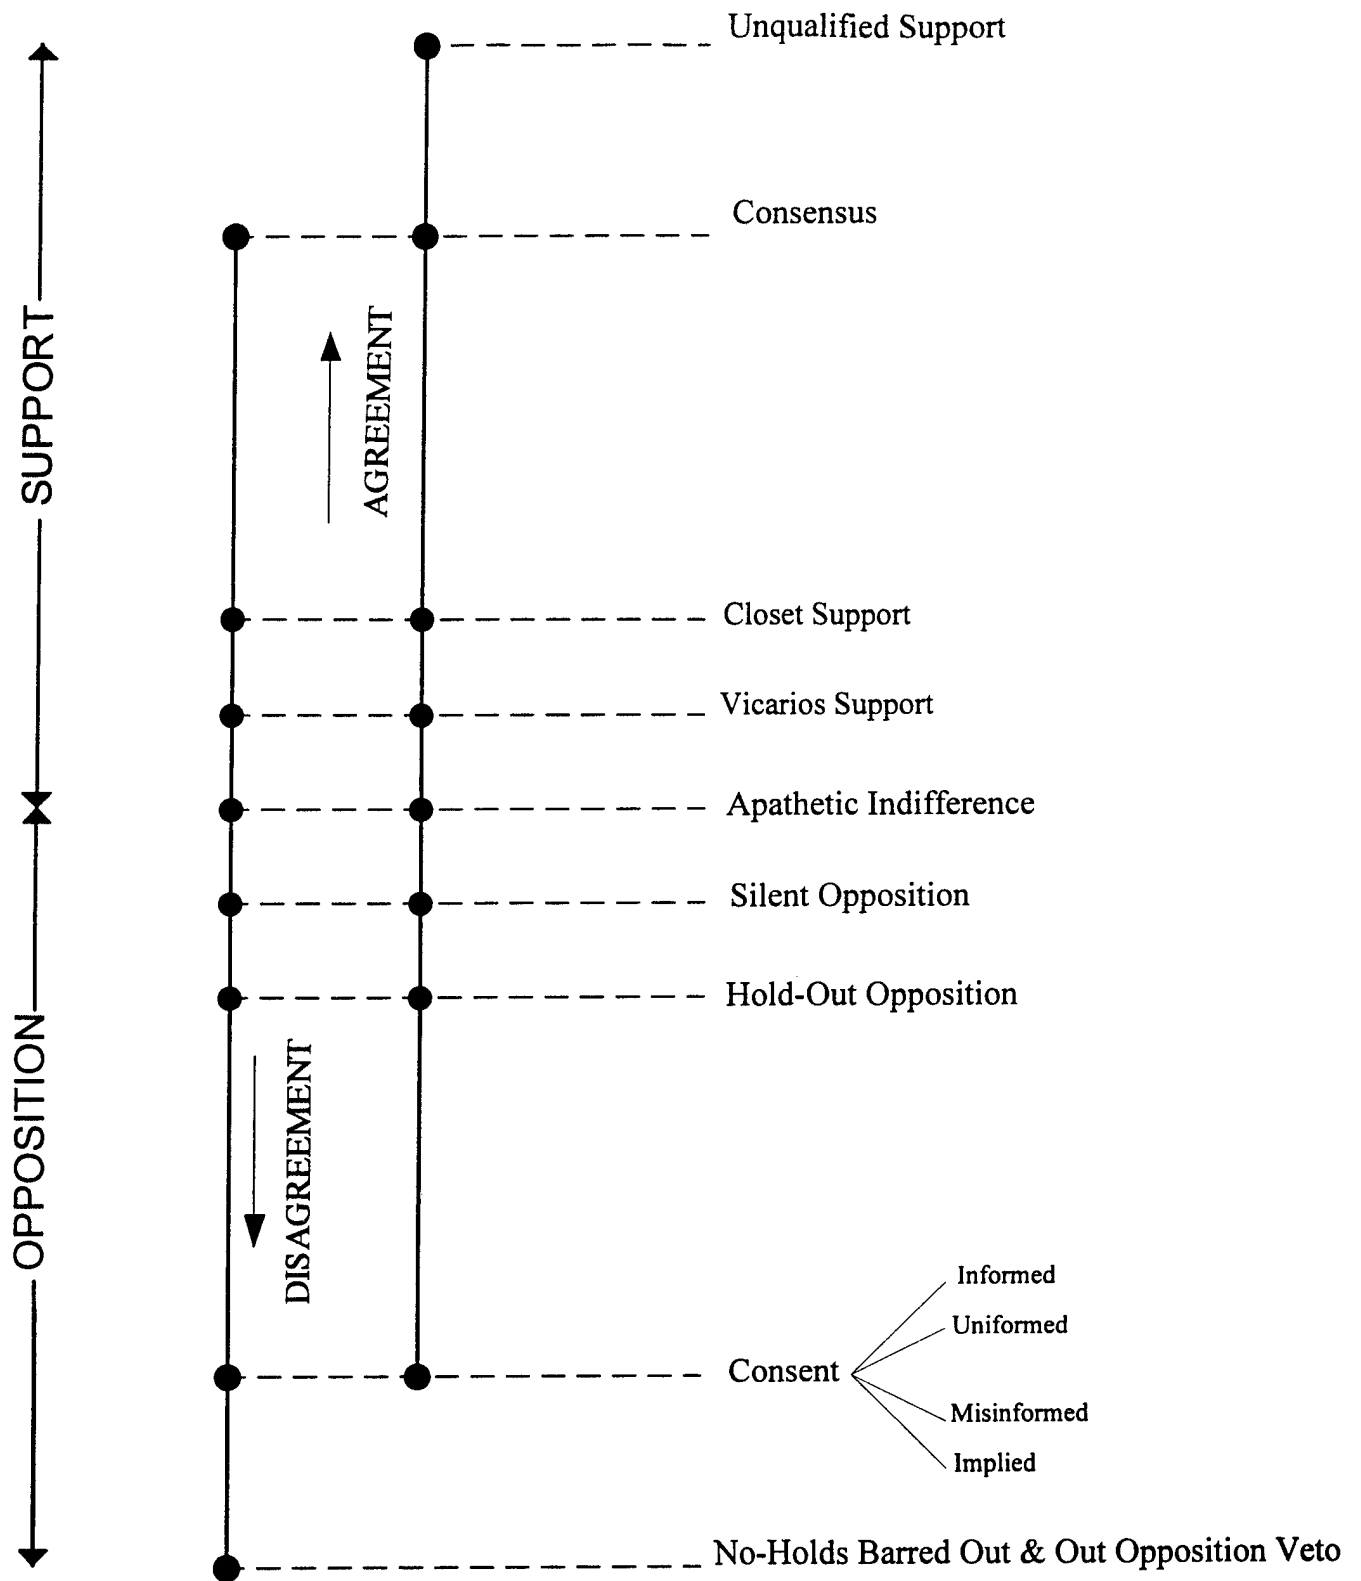 Unqualified Support
Consensus
SUPPORT
AGREEMENT
Closet Support
Vicarios Support
Apathetic Indifference
Silent Opposition
Hold-Out Opposition
OPPOSITION
DISAGREEMENT
Informed
Uniformed
Consent
Misinformed
Implied
No-Holds Barred Out & Out Opposition Veto